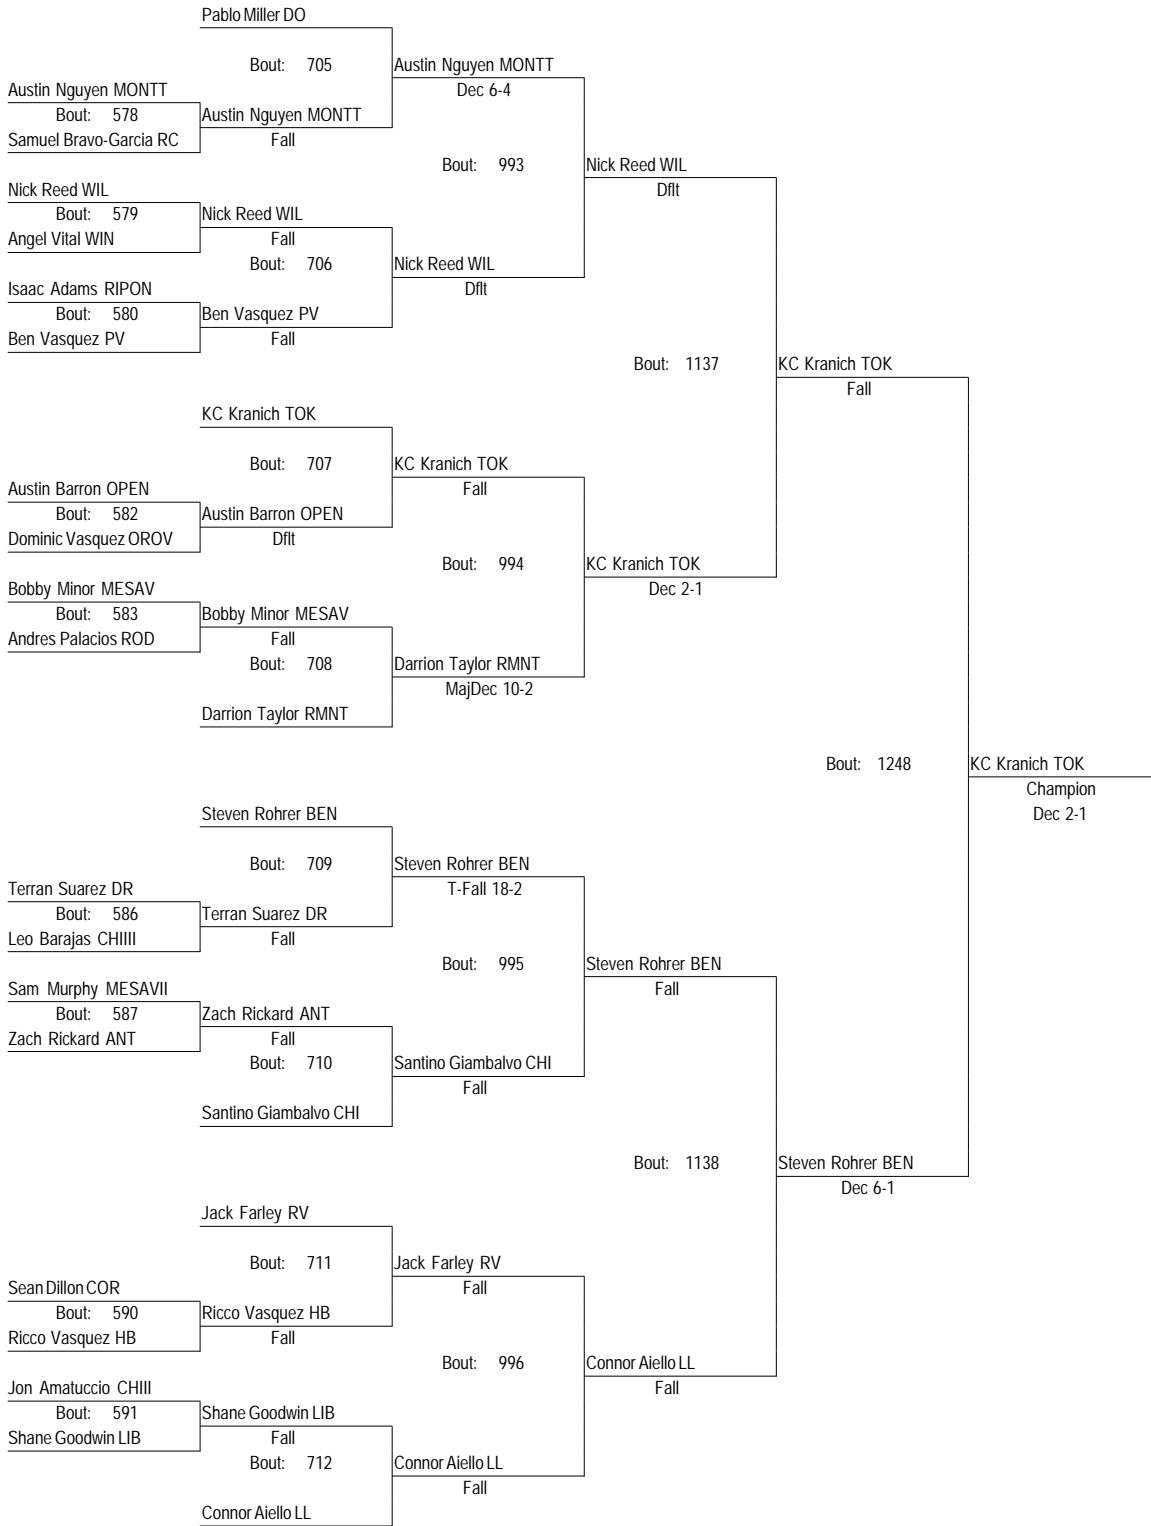 Pablo Miller DO
Bout: 705
Austin Nguyen MONTT
Dec 6-4
Austin Nguyen MONTT
Bout: 578
Samuel Bravo-Garcia RC
Austin Nguyen MONTT
Fall
Bout: 993
Nick Reed WIL
Dflt
Nick Reed WIL
Bout: 579
Angel Vital WIN
Nick Reed WIL
Fall
Bout: 706
Nick Reed WIL
Dflt
Isaac Adams RIPON
Bout: 580
Ben Vasquez PV
Ben Vasquez PV
Fall
Bout: 1137
KC Kranich TOK
Fall
KC Kranich TOK
Bout: 707
KC Kranich TOK
Fall
Austin Barron OPEN
Bout: 582
Dominic Vasquez OROV
Austin Barron OPEN
Dflt
Bout: 994
KC Kranich TOK
Dec 2-1
Bobby Minor MESAV
Bout: 583
Andres Palacios ROD
Bobby Minor MESAV
Fall
Bout: 708
Darrion Taylor RMNT
MajDec 10-2
Darrion Taylor RMNT
Bout: 1248
KC Kranich TOK
Champion
Dec 2-1
Steven Rohrer BEN
Bout: 709
Steven Rohrer BEN
T-Fall 18-2
Terran Suarez DR
Bout: 586
Leo Barajas CHIIII
Terran Suarez DR
Fall
Bout: 995
Steven Rohrer BEN
Fall
Sam Murphy MESAVII
Bout: 587
Zach Rickard ANT
Zach Rickard ANT
Fall
Bout: 710
Santino Giambalvo CHI
Fall
Santino Giambalvo CHI
Bout: 1138
Steven Rohrer BEN
Dec 6-1
Jack Farley RV
Bout: 711
Jack Farley RV
Fall
Sean Dillon COR
Bout: 590
Ricco Vasquez HB
Ricco Vasquez HB
Fall
Bout: 996
Connor Aiello LL
Fall
Jon Amatuccio CHIII
Bout: 591
Shane Goodwin LIB
Shane Goodwin LIB
Fall
Bout: 712
Connor Aiello LL
Fall
Connor Aiello LL